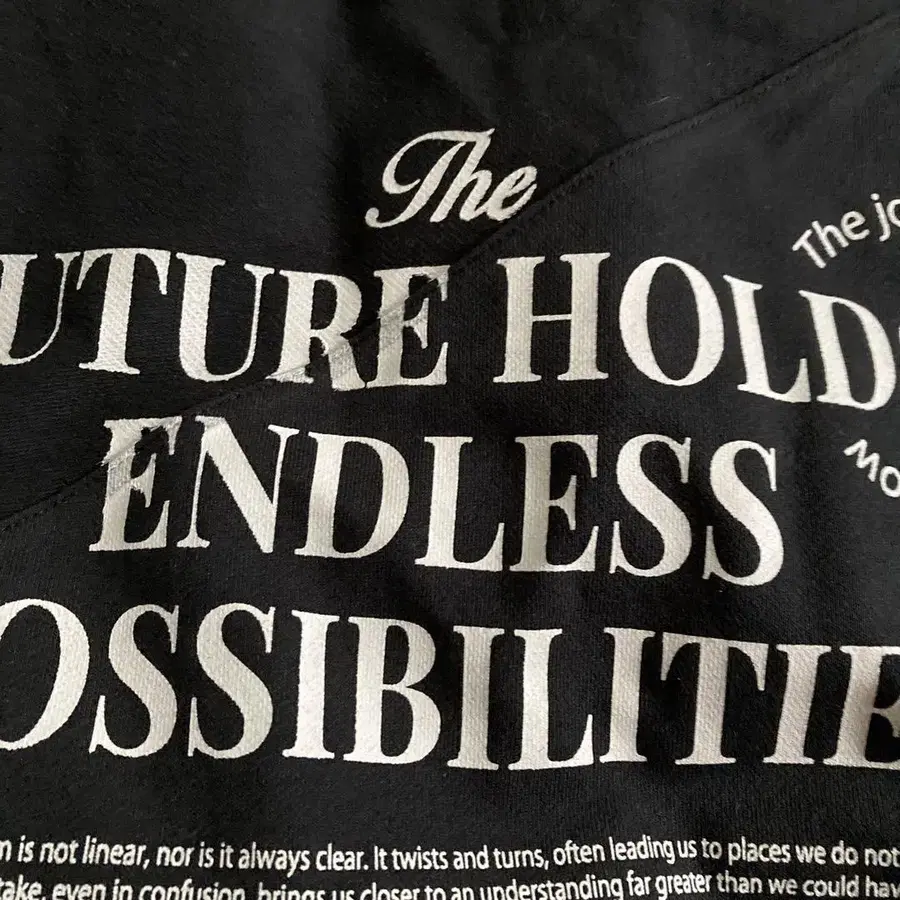 The
The jo
UTURE HOLDS
ENDLESS
Mo
OSSIBILITIE
m is not linear, nor is it always clear. It twists and turns, often leading us to places we do not
take, even in confusion, brings us closer to an understanding far greater than we could hav